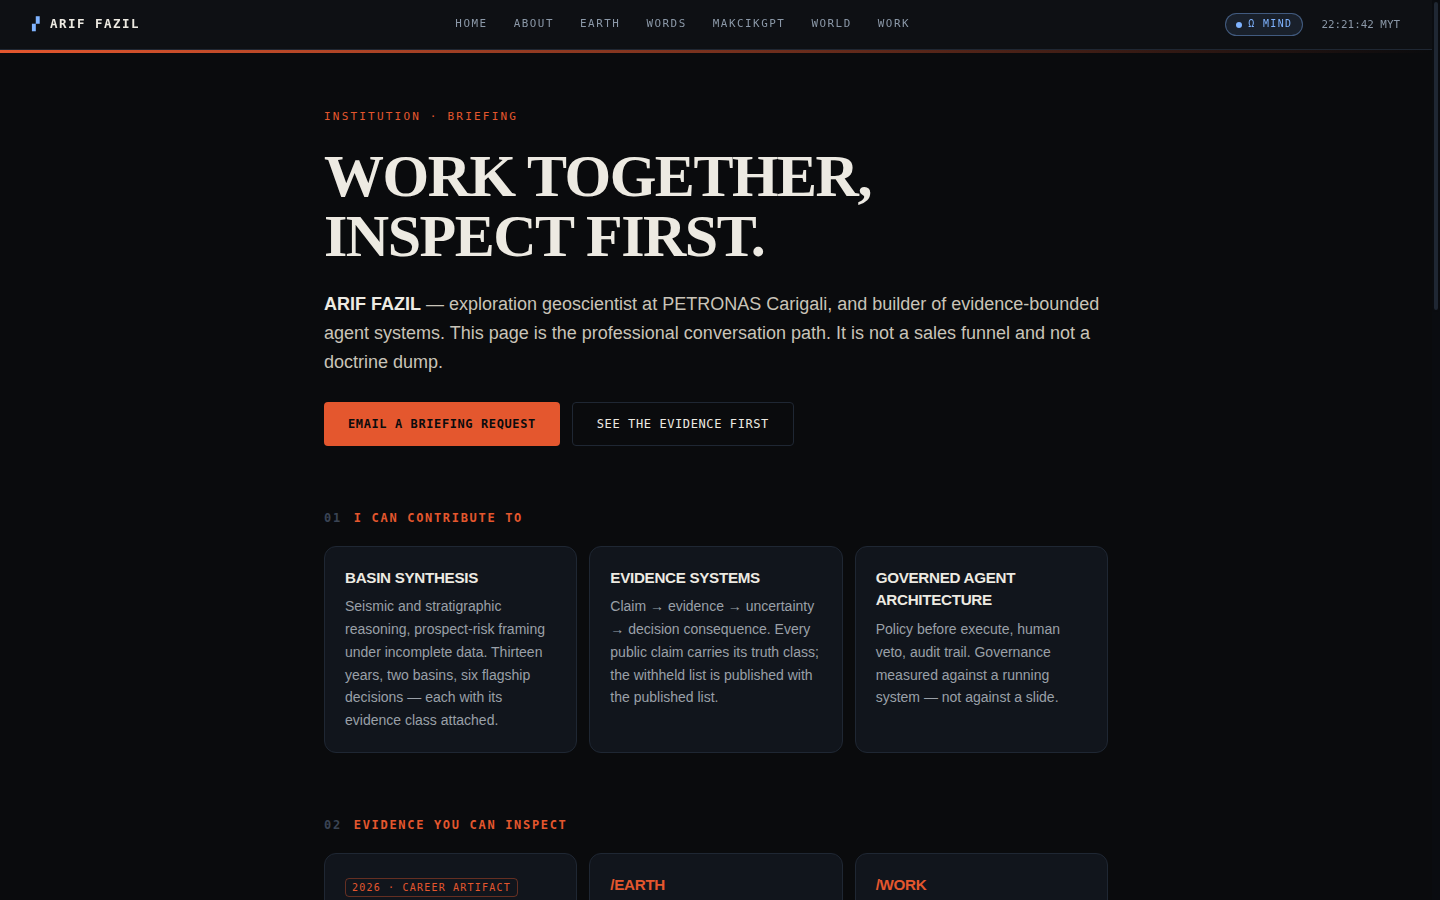 ARIF FAZIL
HOME ABOUT EARTH WORDS MAKCIKGPT WORLD WORK
Ω MIND
22:21:42 MYT
INSTITUTION · BRIEFING
WORK TOGETHER,
INSPECT FIRST.
ARIF FAZIL — exploration geoscientist at PETRONAS Carigali, and builder of evidence-bounded
agent systems. This page is the professional conversation path. It is not a sales funnel and not a
doctrine dump.
EMAIL A BRIEFING REQUEST
SEE THE EVIDENCE FIRST
01 I CAN CONTRIBUTE TO
BASIN SYNTHESIS
Seismic and stratigraphic
reasoning, prospect-risk framing
under incomplete data. Thirteen
years, two basins, six flagship
decisions — each with its
evidence class attached.
EVIDENCE SYSTEMS
Claim → evidence → uncertainty
→ decision consequence. Every
public claim carries its truth class;
the withheld list is published with
the published list.
GOVERNED AGENT
ARCHITECTURE
Policy before execute, human
veto, audit trail. Governance
measured against a running
system — not against a slide.
02 EVIDENCE YOU CAN INSPECT
2026 · CAREER ARTIFACT
/EARTH
/WORK